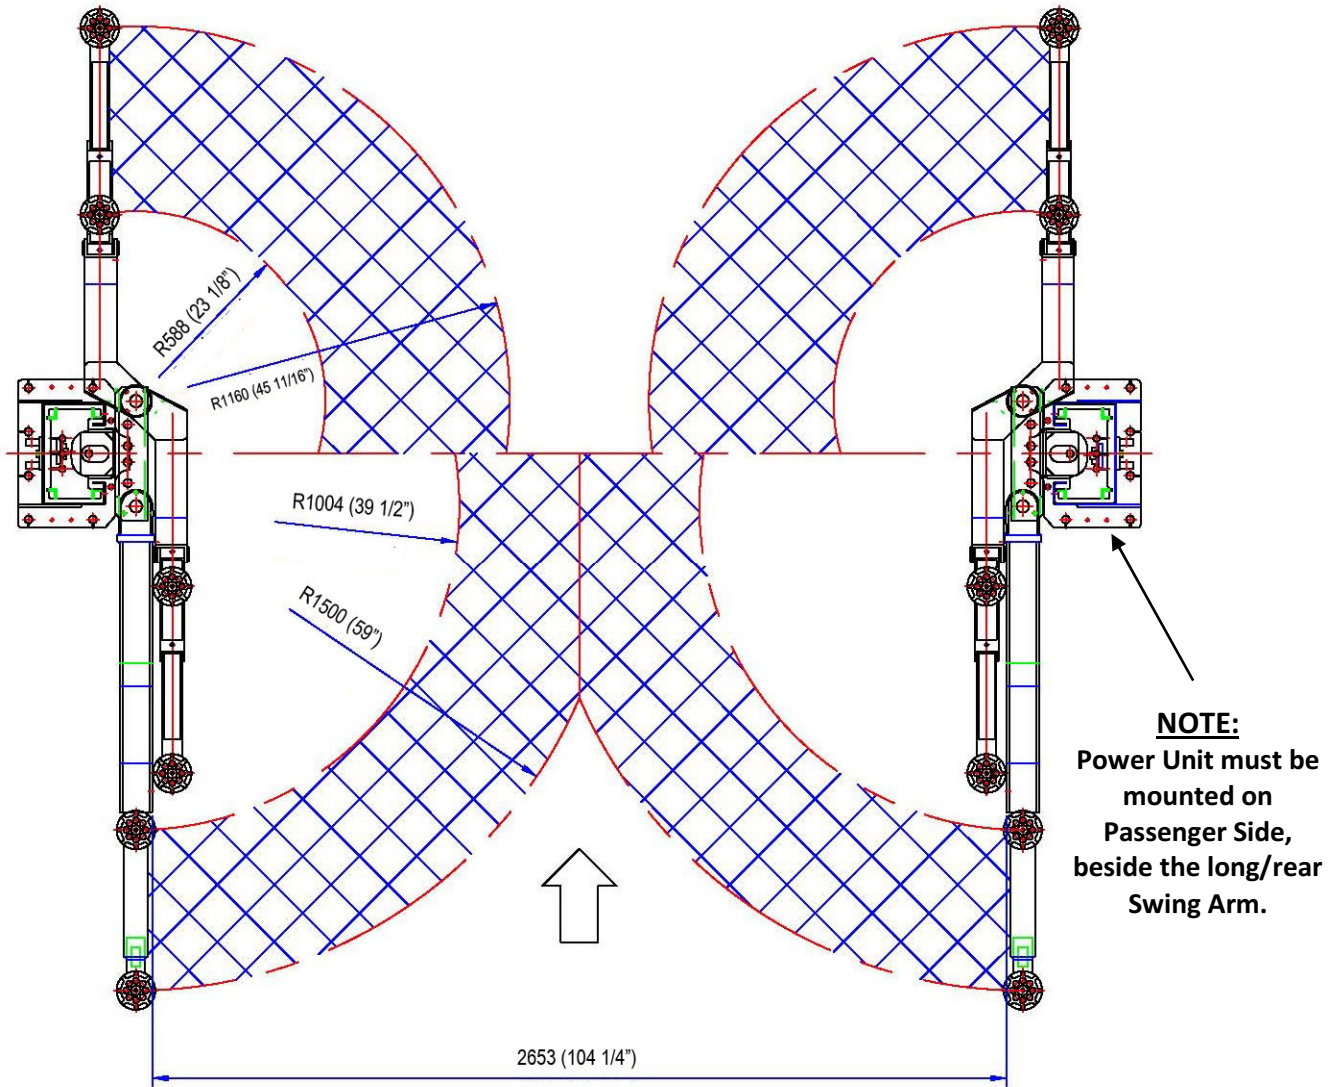 R588 (23 1/8")
R1160 (45 11/16")
R1004 (39 1/2")
R1500 (59")
NOTE:
Power Unit must be
mounted on
Passenger Side,
beside the long/rear
Swing Arm.
2653 (104 1/4")